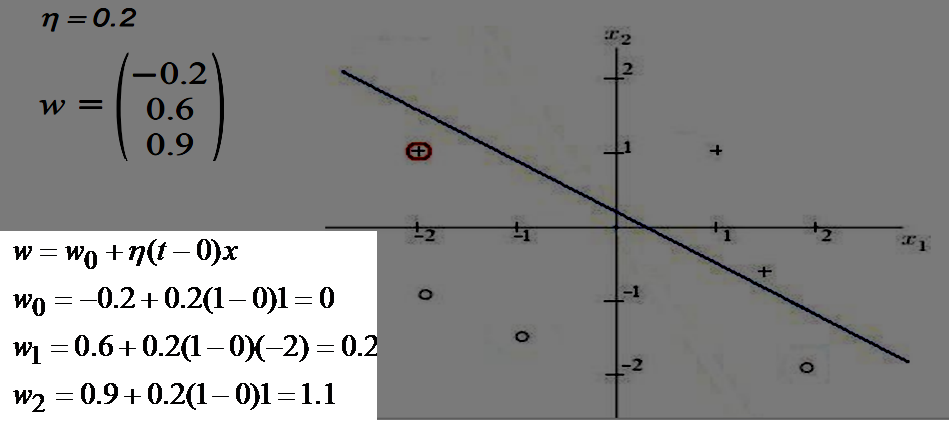 η = 0.2
w = (−0.2
0.6
0.9)
w = w₀ + η(t − 0)x
w₀ = −0.2 + 0.2(1 − 0)1 = 0
w₁ = 0.6 + 0.2(1 − 0)(−2) = 0.2
w₂ = 0.9 + 0.2(1 − 0)1 = 1.1
x₂
2
1
−2 −1 1 2 x₁
−1
−2